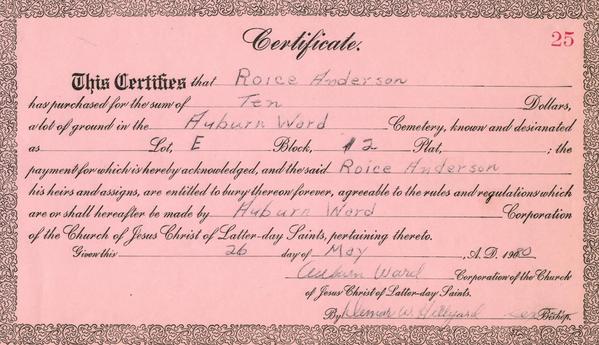 Certificate.
25
This Certifies that Roice Anderson
has purchased for the sum of Ten Dollars,
a lot of ground in the Auburn Ward Cemetery, known and designated
as Lot, E Block, #2 Plat, ; the
payment for which is hereby acknowledged, and the said Roice Anderson
his heirs and assigns, are entitled to bury thereon forever, agreeable to the rules and regulations which
are or shall hereafter be made by Auburn Ward Corporation
of the Church of Jesus Christ of Latter-day Saints, pertaining thereto.
Given this 26 day of May , A. D. 1980
Auburn Ward Corporation of the Church
of Jesus Christ of Latter-day Saints.
By Delmar W. Hillyard Bishop.